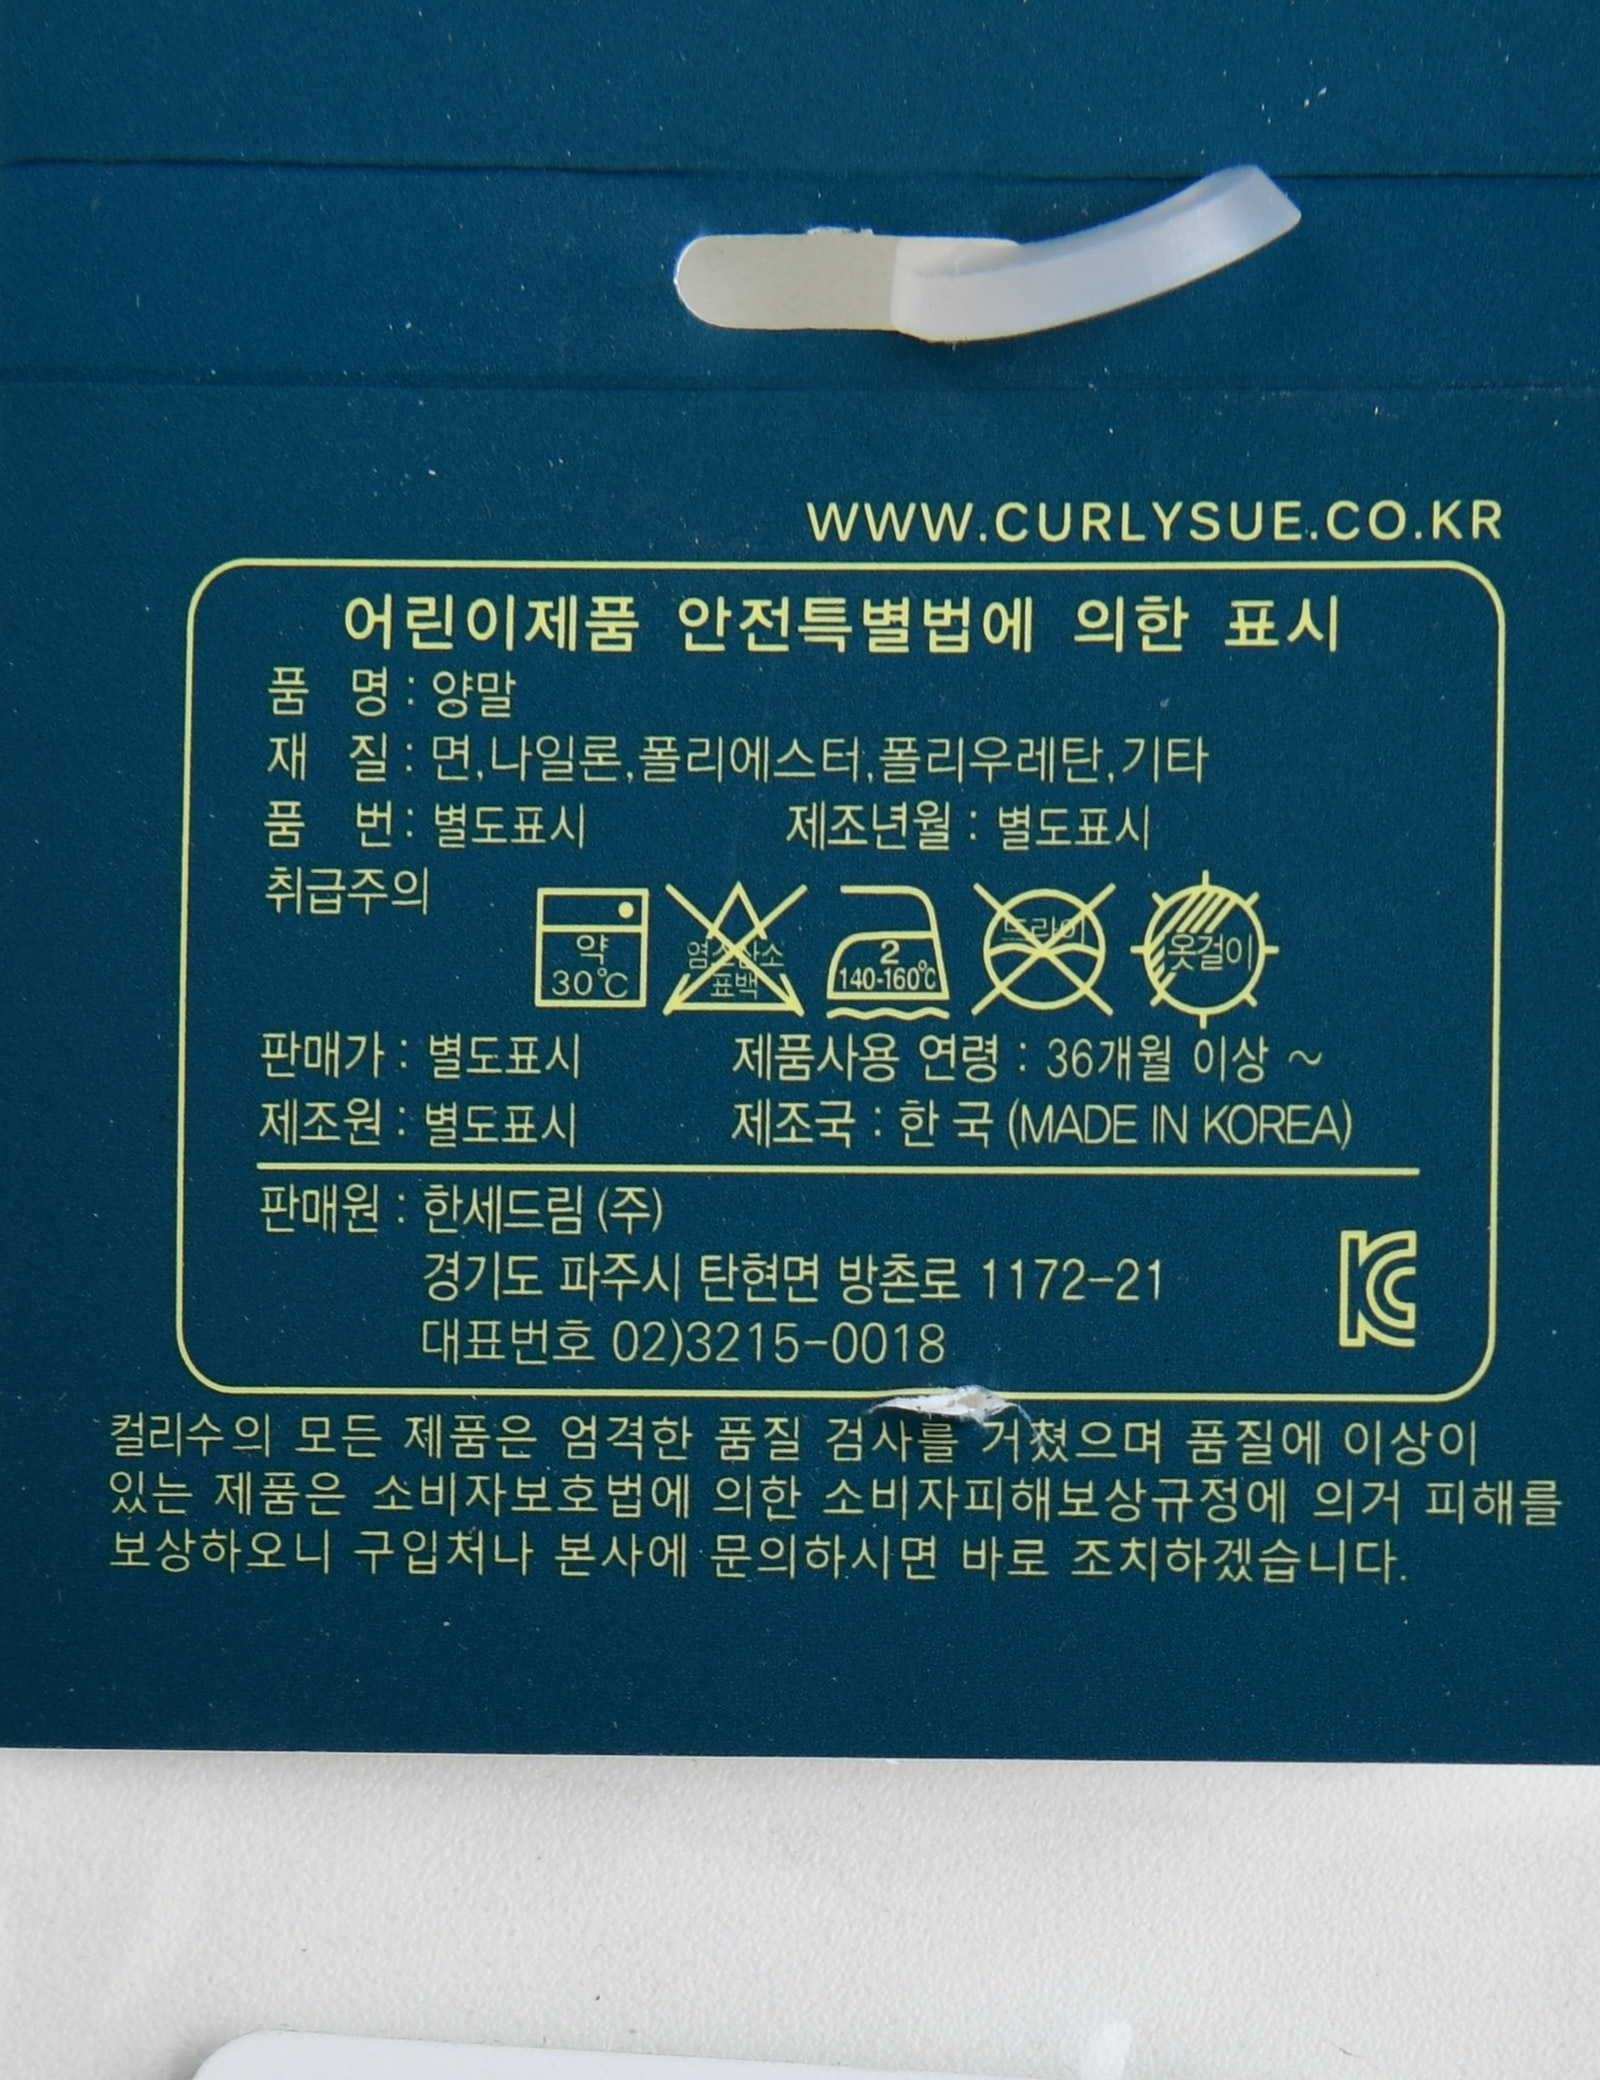 WWW.CURLYSUE.CO.KR
어린이제품 안전특별법에 의한 표시
품 명 : 양말
재 질 : 면,나일론,폴리에스터,폴리우레탄,기타
품 번 : 별도표시 제조년월 : 별도표시
취급주의
약 30℃
염소산소 표백
2 140-160℃
드라이
옷걸이
판매가 : 별도표시 제품사용 연령 : 36개월 이상 ~
제조원 : 별도표시 제조국 : 한 국 (MADE IN KOREA)
판매원 : 한세드림 (주)
경기도 파주시 탄현면 방촌로 1172-21
대표번호 02)3215-0018
KC
컬리수의 모든 제품은 엄격한 품질 검사를 거쳤으며 품질에 이상이
있는 제품은 소비자보호법에 의한 소비자피해보상규정에 의거 피해를
보상하오니 구입처나 본사에 문의하시면 바로 조치하겠습니다.